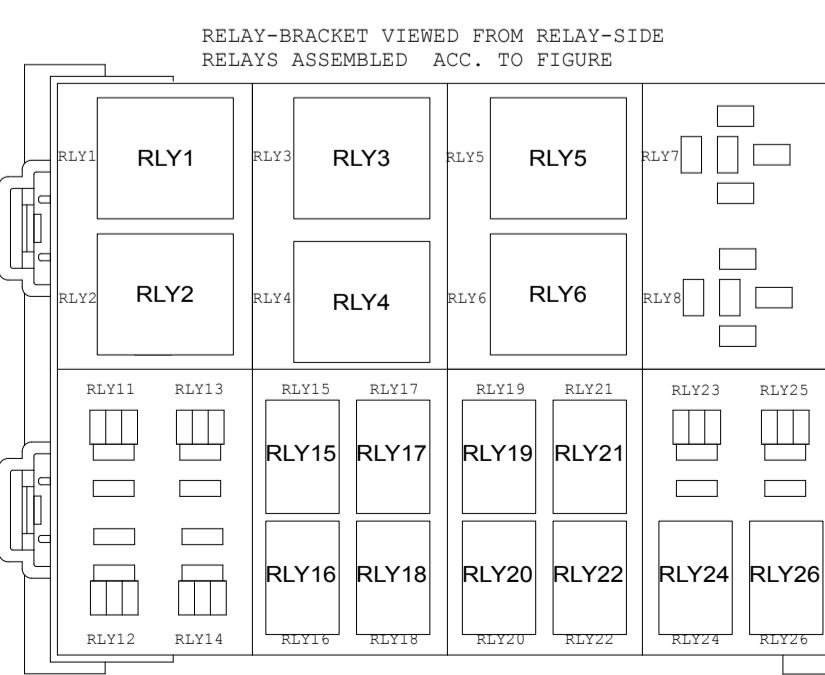 RELAY-BRACKET VIEWED FROM RELAY-SIDE
RELAYS ASSEMBLED ACC. TO FIGURE
RLY1 RLY1 RLY3 RLY3 RLY5 RLY5 RLY7
RLY2 RLY2 RLY4 RLY4 RLY6 RLY6 RLY8
RLY11 RLY13 RLY15 RLY17 RLY19 RLY21 RLY23 RLY25
RLY15 RLY17 RLY19 RLY21
RLY16 RLY18 RLY20 RLY22 RLY24 RLY26
RLY12 RLY14 RLY16 RLY18 RLY20 RLY22 RLY24 RLY26